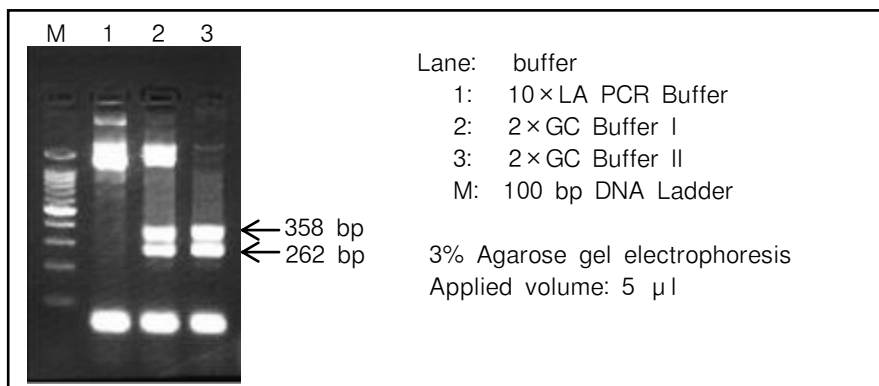 M 1 2 3
Lane: buffer
1: 10×LA PCR Buffer
2: 2×GC Buffer I
3: 2×GC Buffer II
M: 100 bp DNA Ladder
358 bp
262 bp
3% Agarose gel electrophoresis
Applied volume: 5 μl